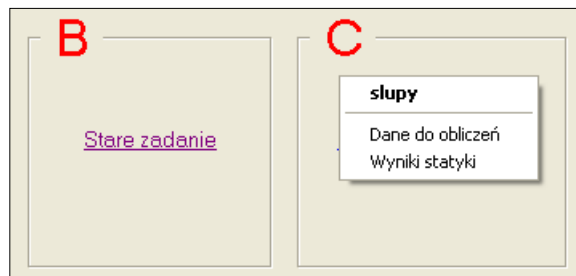 B
Stare zadanie
C
slupy
Dane do obliczeń
Wyniki statyki